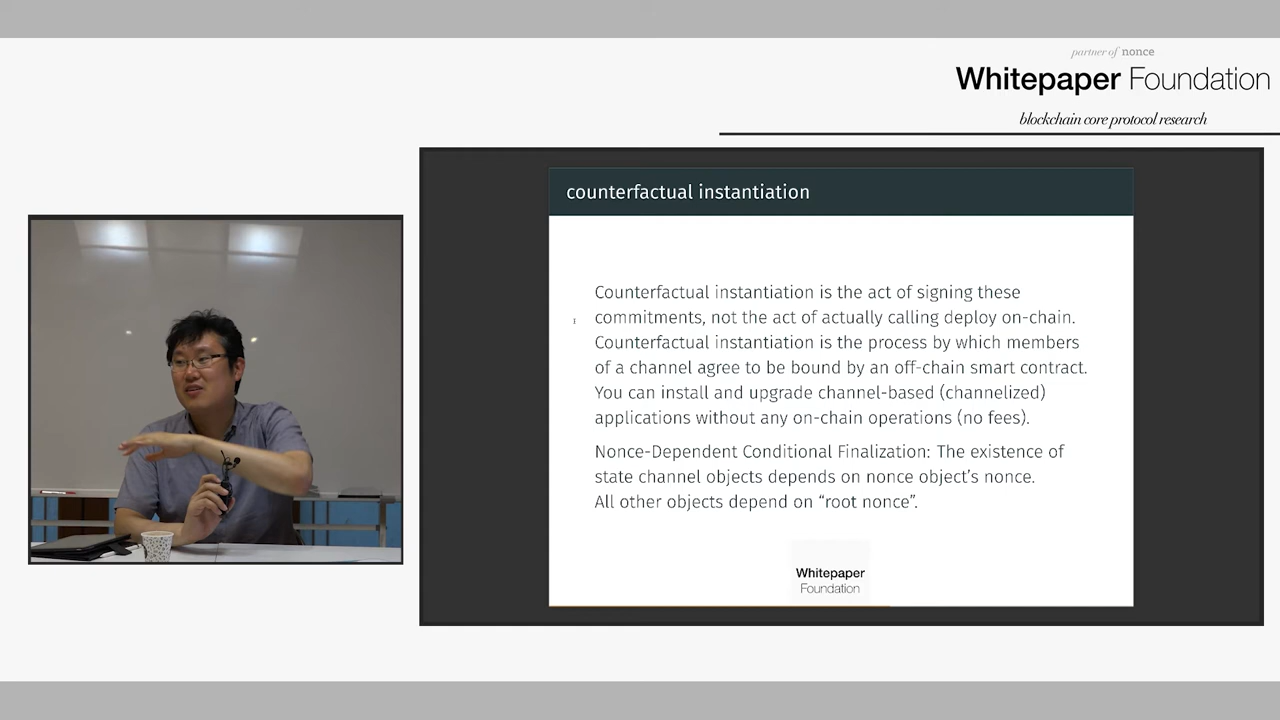 partner of nonce
Whitepaper Foundation
blockchain core protocol research
counterfactual instantiation
Counterfactual instantiation is the act of signing these
commitments, not the act of actually calling deploy on-chain.
Counterfactual instantiation is the process by which members
of a channel agree to be bound by an off-chain smart contract.
You can install and upgrade channel-based (channelized)
applications without any on-chain operations (no fees).
Nonce-Dependent Conditional Finalization: The existence of
state channel objects depends on nonce object's nonce.
All other objects depend on “root nonce”.
Whitepaper
Foundation